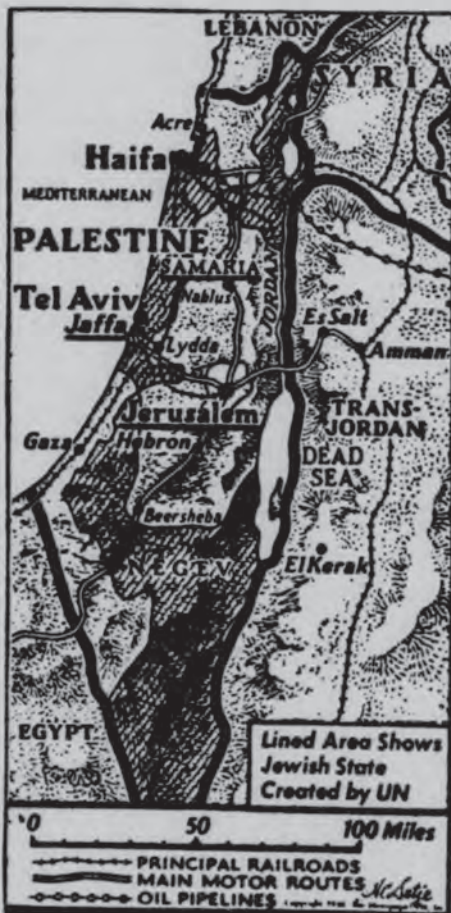 LEBANON
SYRIA
Acre
Haifa
MEDITERRANEAN
PALESTINE
SAMARIA
Nablus
JORDAN
Tel Aviv
Jaffa
Lydda
Es Salt
Amman
Jerusalem
TRANS-
JORDAN
Gaza
Hebron
DEAD
SEA
Beersheba
NEGEV
El Kerak
EGYPT
Lined Area Shows
Jewish State
Created by UN
0 50 100 Miles
PRINCIPAL RAILROADS
MAIN MOTOR ROUTES
OIL PIPELINES